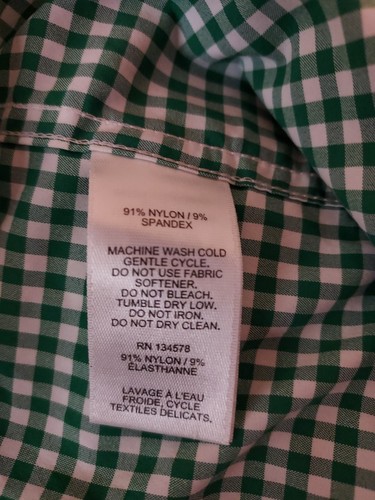 91% NYLON / 9%
SPANDEX
MACHINE WASH COLD
GENTLE CYCLE.
DO NOT USE FABRIC
SOFTENER.
DO NOT BLEACH.
TUMBLE DRY LOW.
DO NOT IRON.
DO NOT DRY CLEAN.
RN 134578
91% NYLON / 9%
ÉLASTHANNE
LAVAGE À L'EAU
FROIDE, CYCLE
TEXTILES DELICATS.